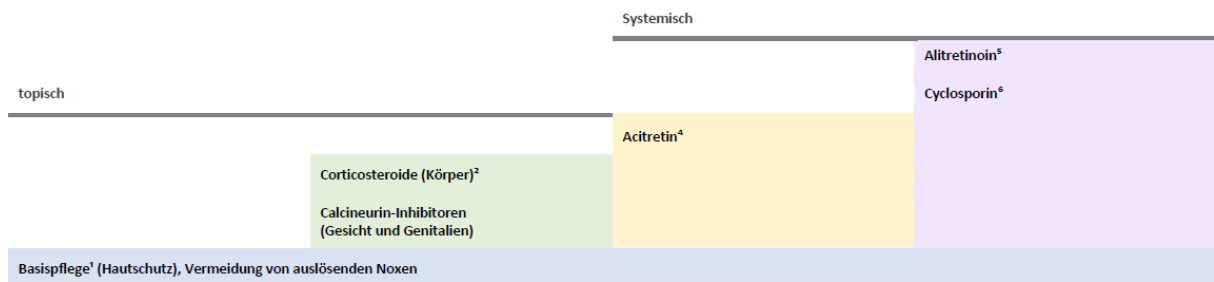 Systemisch
Alitretinoin⁵
topisch
Cyclosporin⁶
Acitretin⁴
Corticosteroide (Körper)²
Calcineurin-Inhibitoren
(Gesicht und Genitalien)
Basispflege¹ (Hautschutz), Vermeidung von auslösenden Noxen